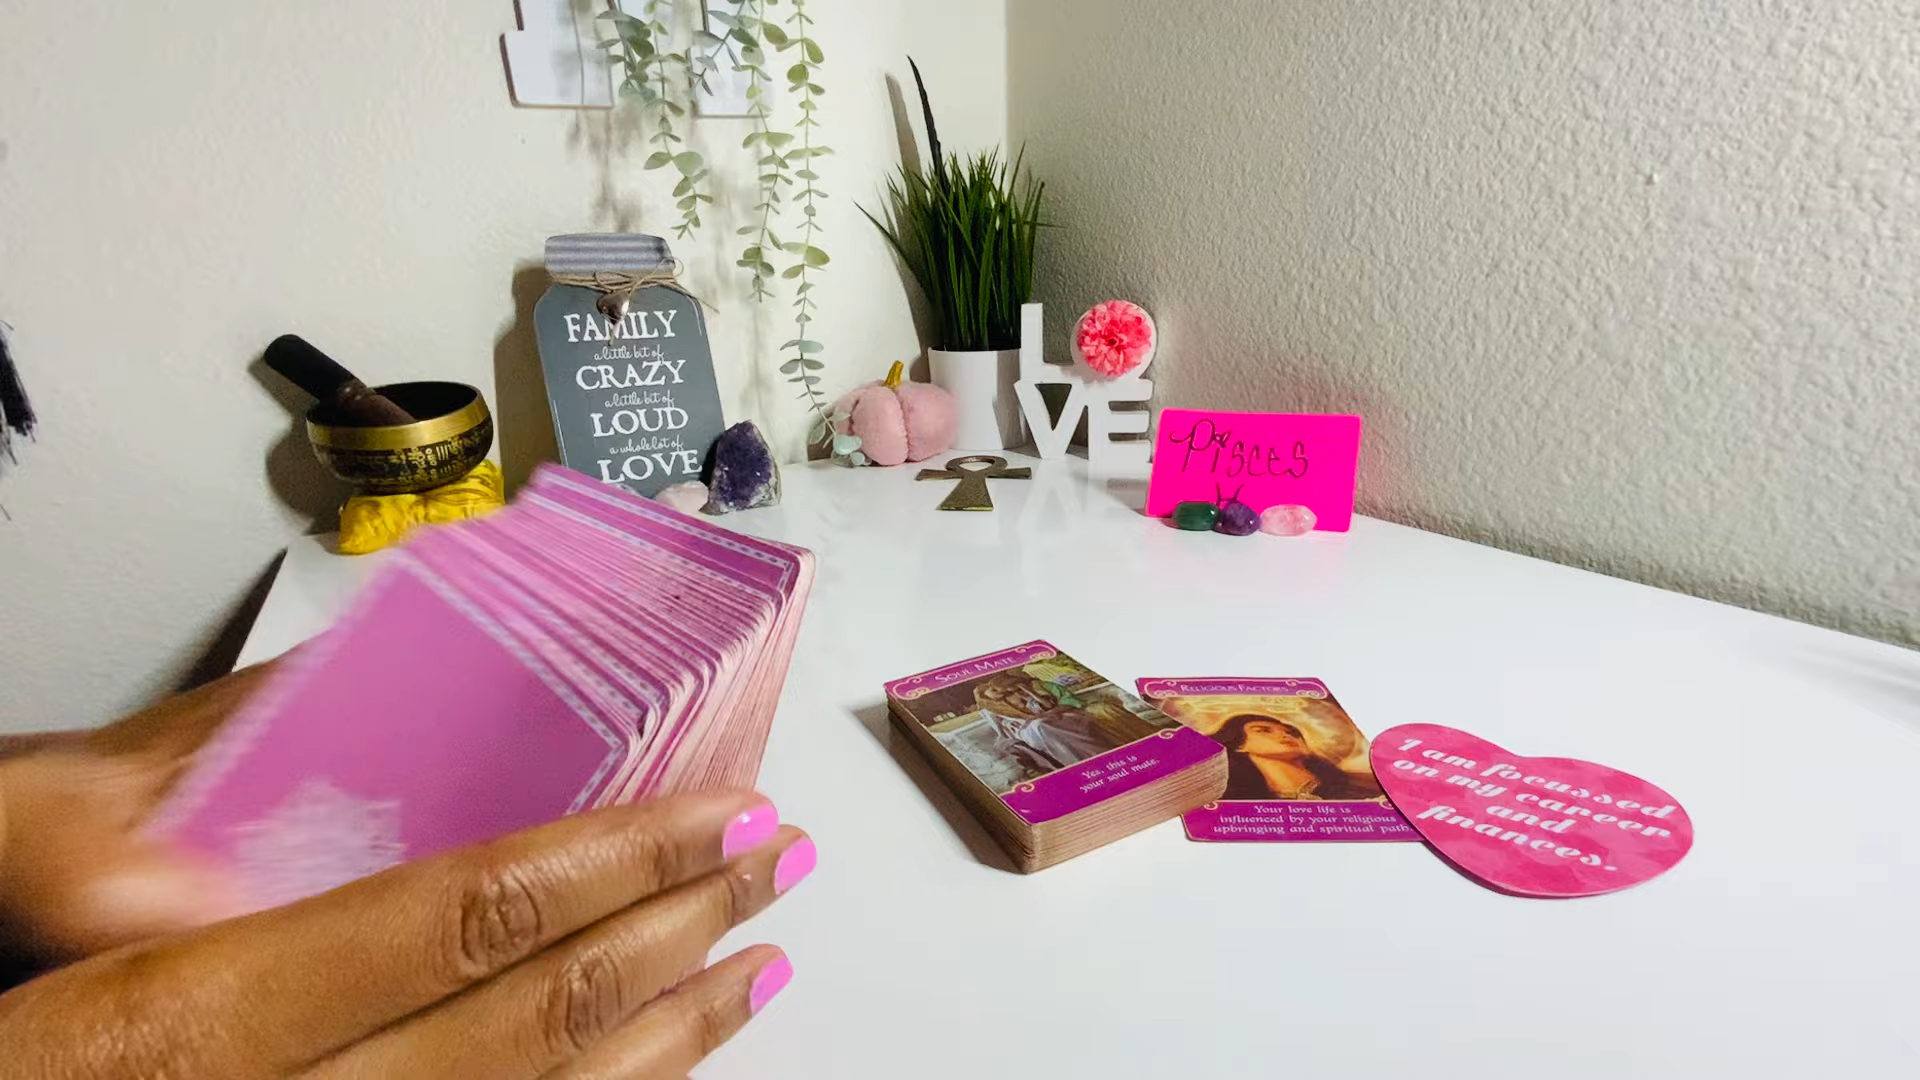 FAMILY
a little bit of
CRAZY
a little bit of
LOUD
a whole lot of
LOVE
LOVE
Pisces
SOUL MATE
Yes, this is
your soul mate.
RELIGIOUS FACTORS
Your love life is
influenced by your religious
upbringing and spiritual path.
I am focussed
on my career
and
finances.